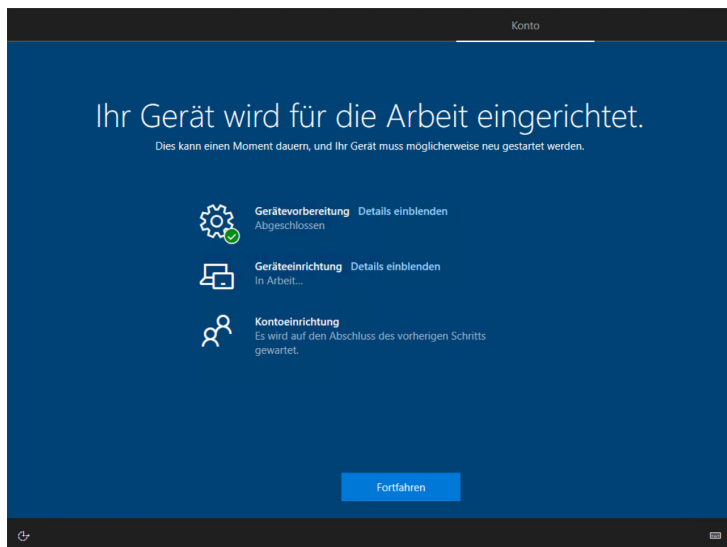 Konto
Ihr Gerät wird für die Arbeit eingerichtet.
Dies kann einen Moment dauern, und Ihr Gerät muss möglicherweise neu gestartet werden.
Gerätevorbereitung Details einblenden
Abgeschlossen
Geräteeinrichtung Details einblenden
In Arbeit...
Kontoeinrichtung
Es wird auf den Abschluss des vorherigen Schritts
gewartet.
Fortfahren